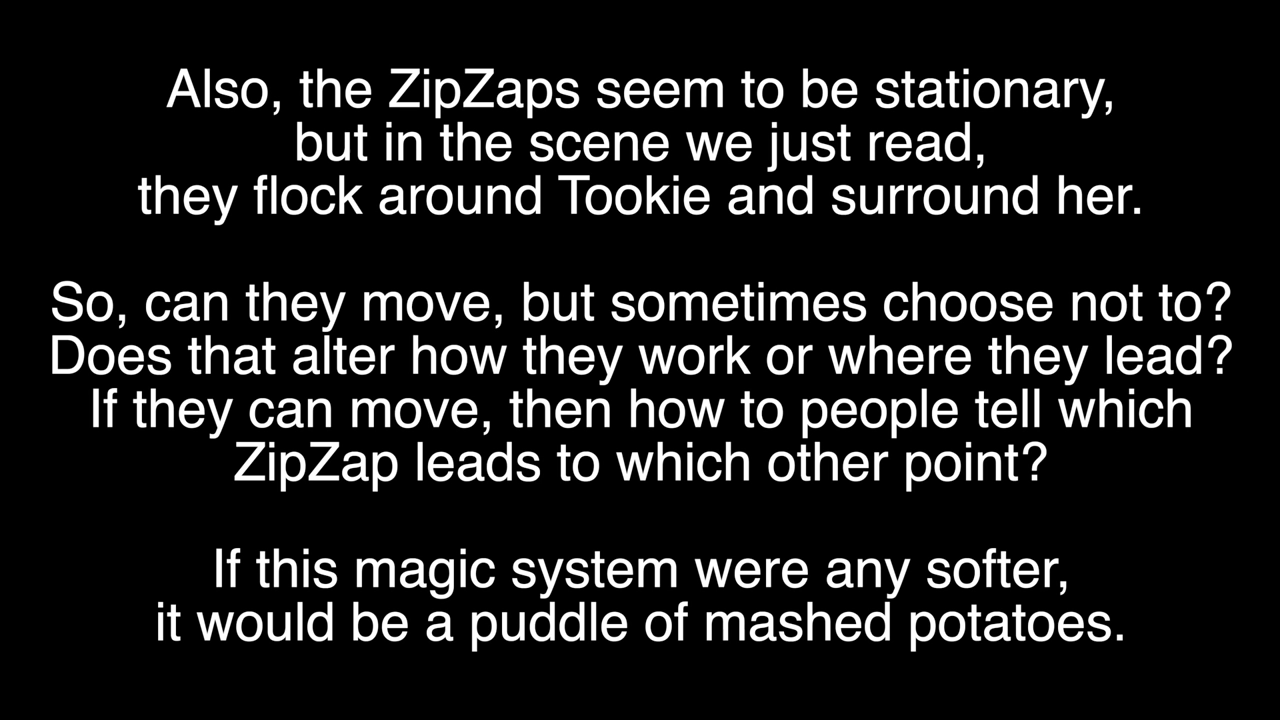 Also, the ZipZaps seem to be stationary,
but in the scene we just read,
they flock around Tookie and surround her.
So, can they move, but sometimes choose not to?
Does that alter how they work or where they lead?
If they can move, then how to people tell which
ZipZap leads to which other point?
If this magic system were any softer,
it would be a puddle of mashed potatoes.